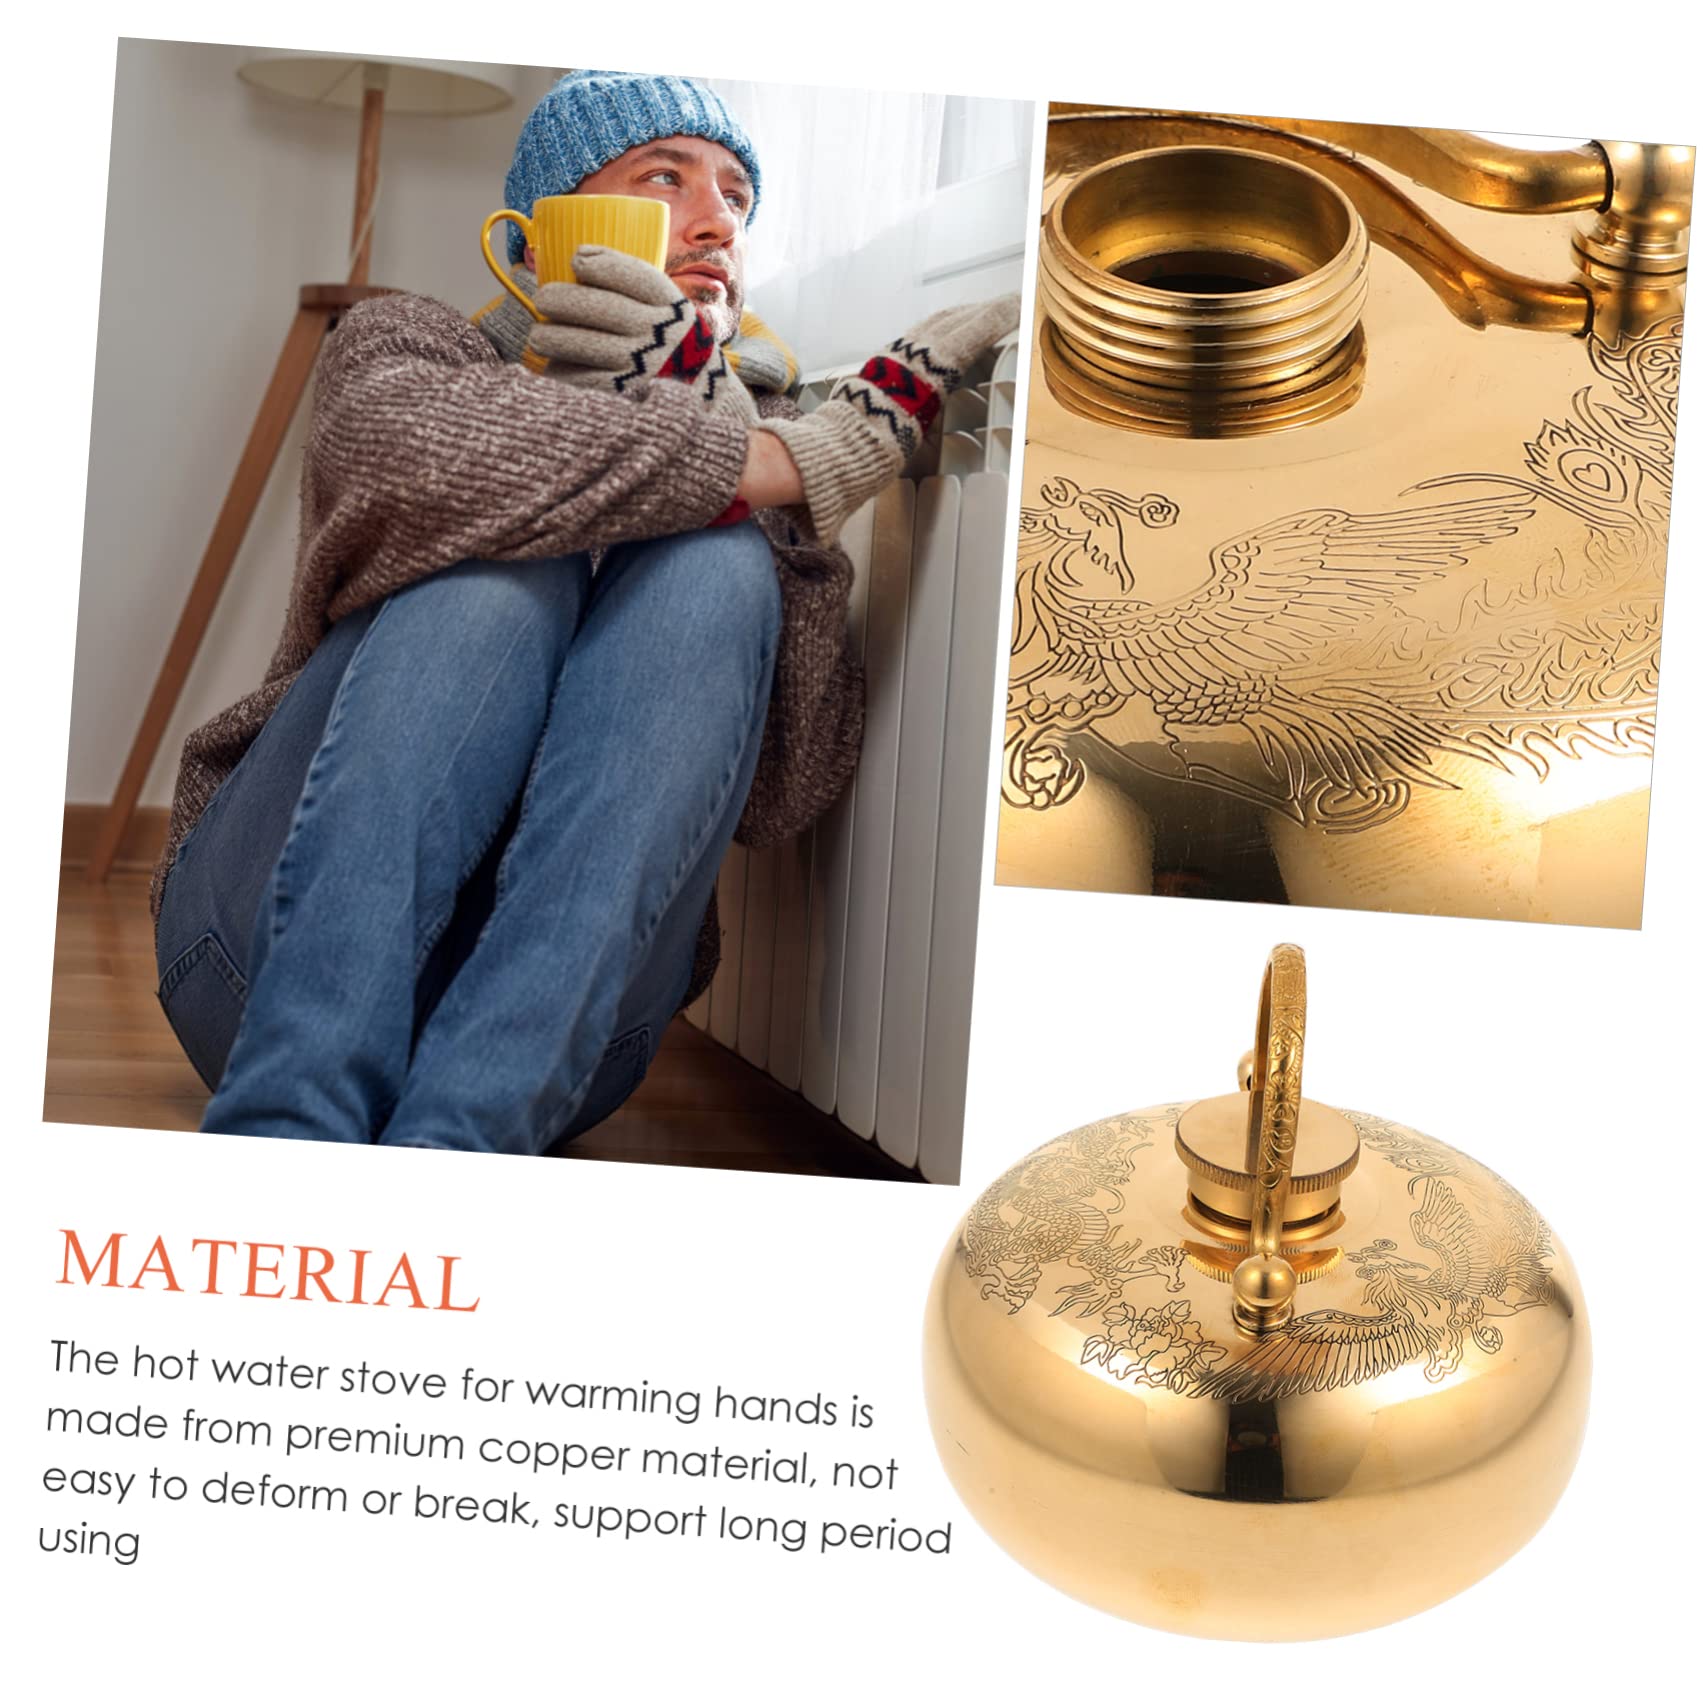 MATERIAL
The hot water stove for warming hands is
made from premium copper material, not
easy to deform or break, support long period
using